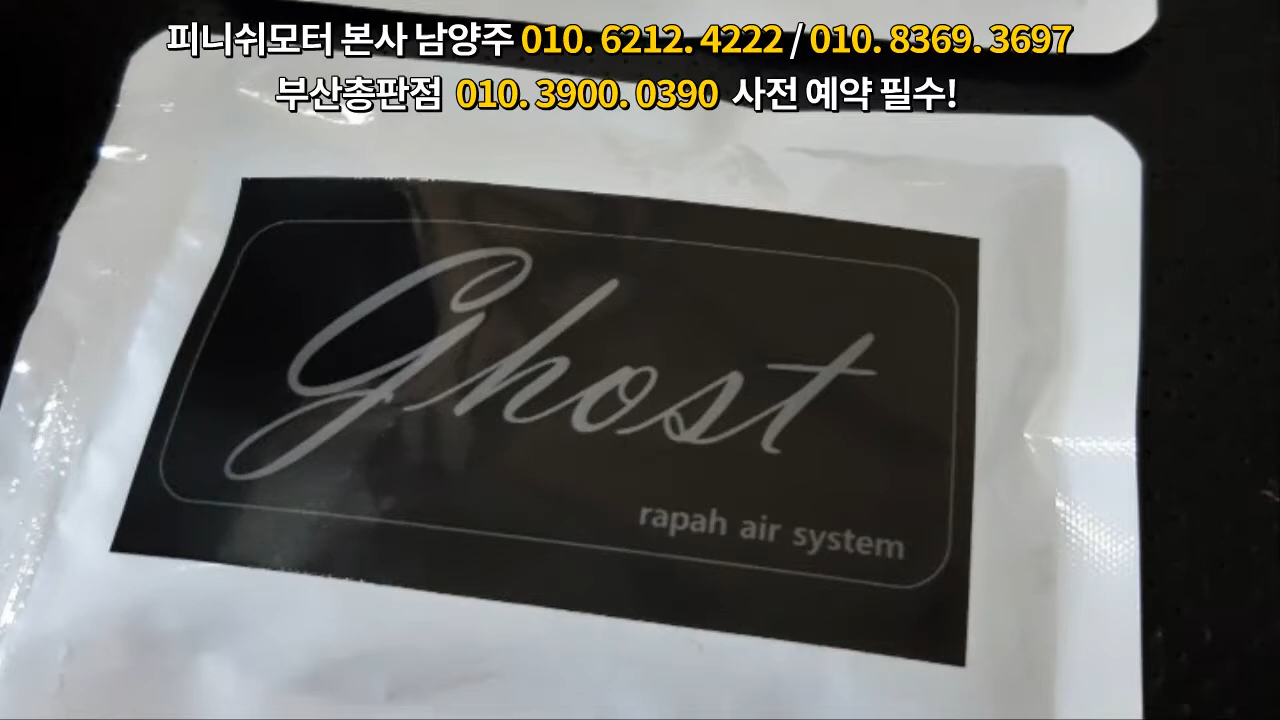 피니쉬모터 본사 남양주 010. 6212. 4222 / 010. 8369. 3697
부산총판점 010. 3900. 0390 사전 예약 필수!
Ghost
rapah air system